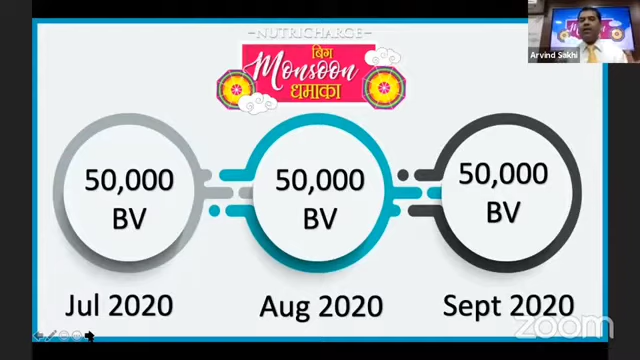 -NUTRICHARGE-
बिग
Monsoon
धमाका
50,000
BV
50,000
BV
50,000
BV
Jul 2020
Aug 2020
Sept 2020
Arvind Sakhi
zoom